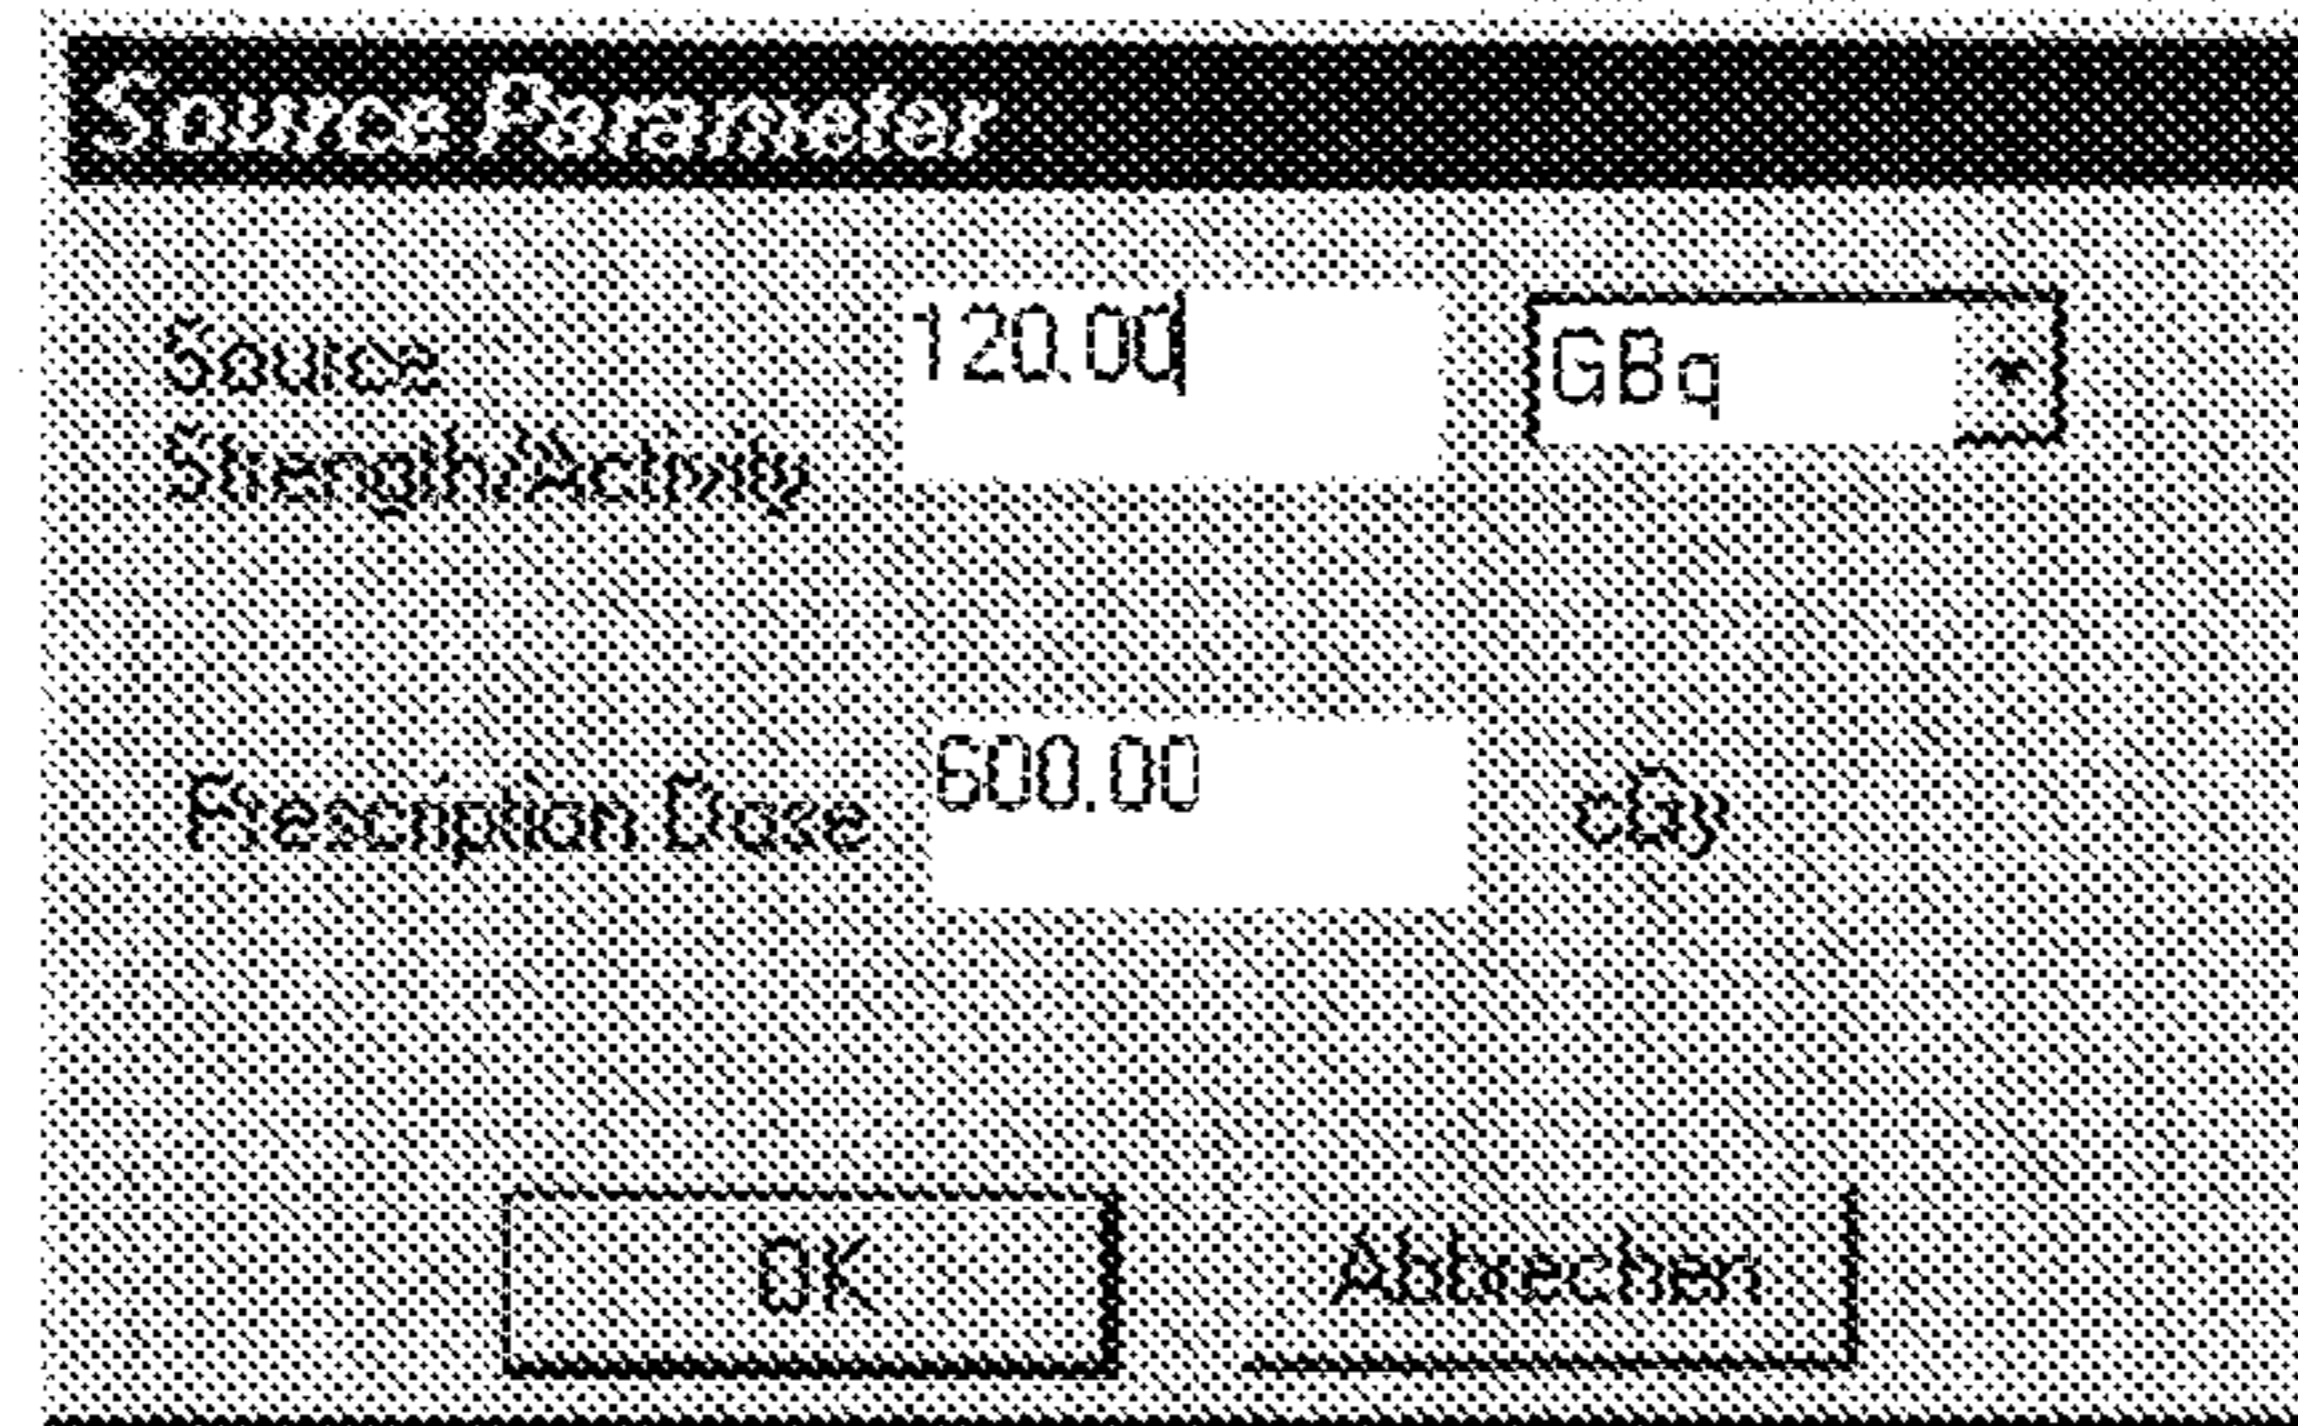 Source Parameter
Source 120.00 GBq
Strength/Activity
Prescription Dose 600.00 cGy
OK Abbrechen